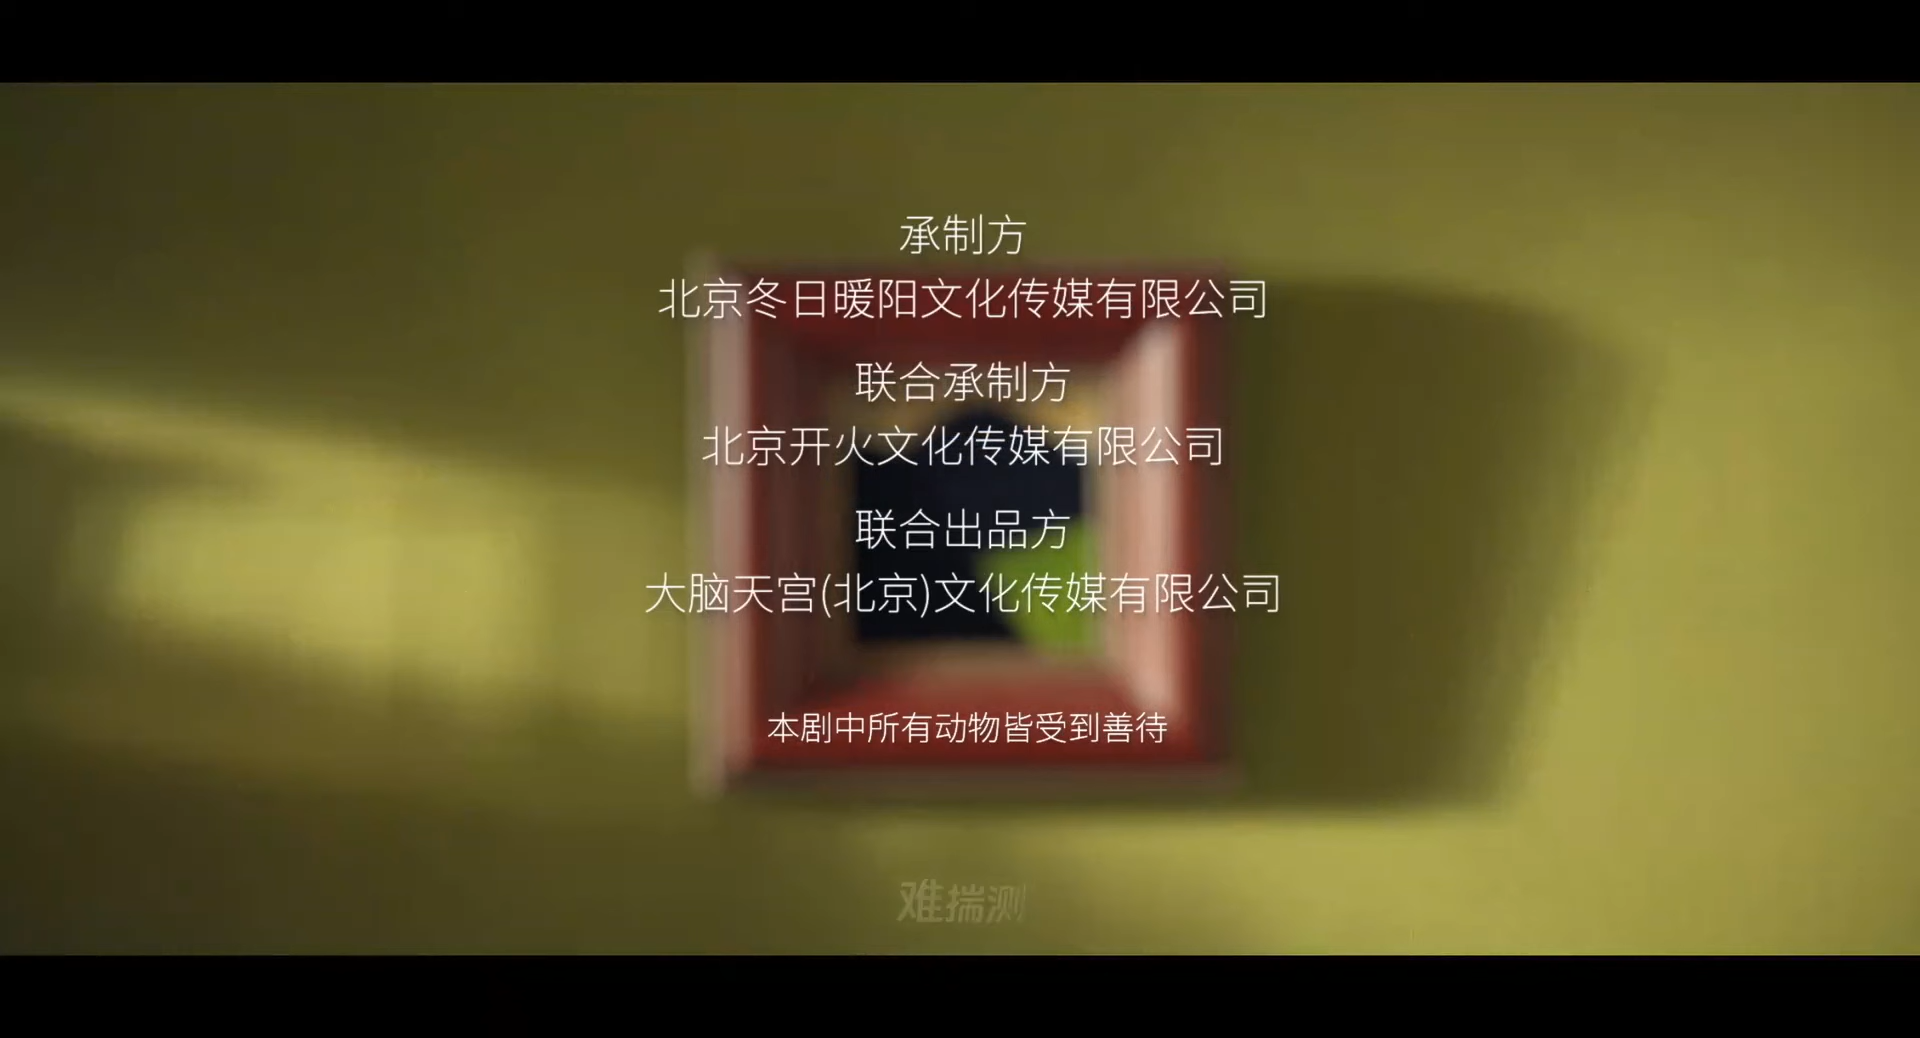 承制方
北京冬日暖阳文化传媒有限公司
联合承制方
北京开火文化传媒有限公司
联合出品方
大脑天宫(北京)文化传媒有限公司
本剧中所有动物皆受到善待
难揣测